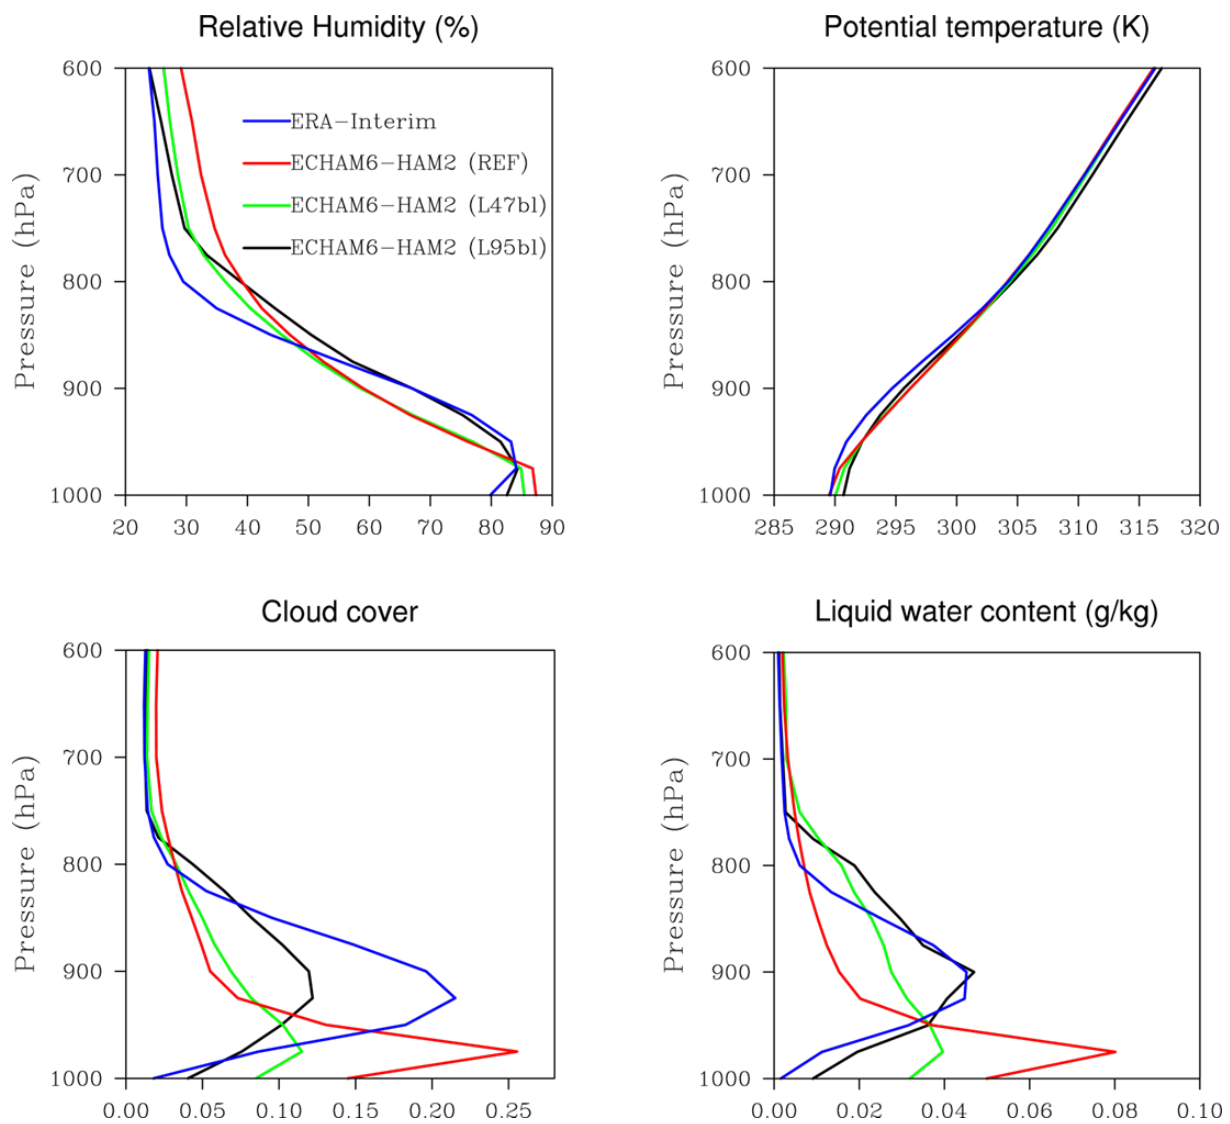 Relative Humidity (%)
600
700
800
900
1000
Pressure (hPa)
20 30 40 50 60 70 80 90
ERA-Interim
ECHAM6-HAM2 (REF)
ECHAM6-HAM2 (L47bl)
ECHAM6-HAM2 (L95bl)
Potential temperature (K)
600
700
800
900
1000
Pressure (hPa)
285 290 295 300 305 310 315 320
Cloud cover
600
700
800
900
1000
Pressure (hPa)
0.00 0.05 0.10 0.15 0.20 0.25
Liquid water content (g/kg)
600
700
800
900
1000
Pressure (hPa)
0.00 0.02 0.04 0.06 0.08 0.10